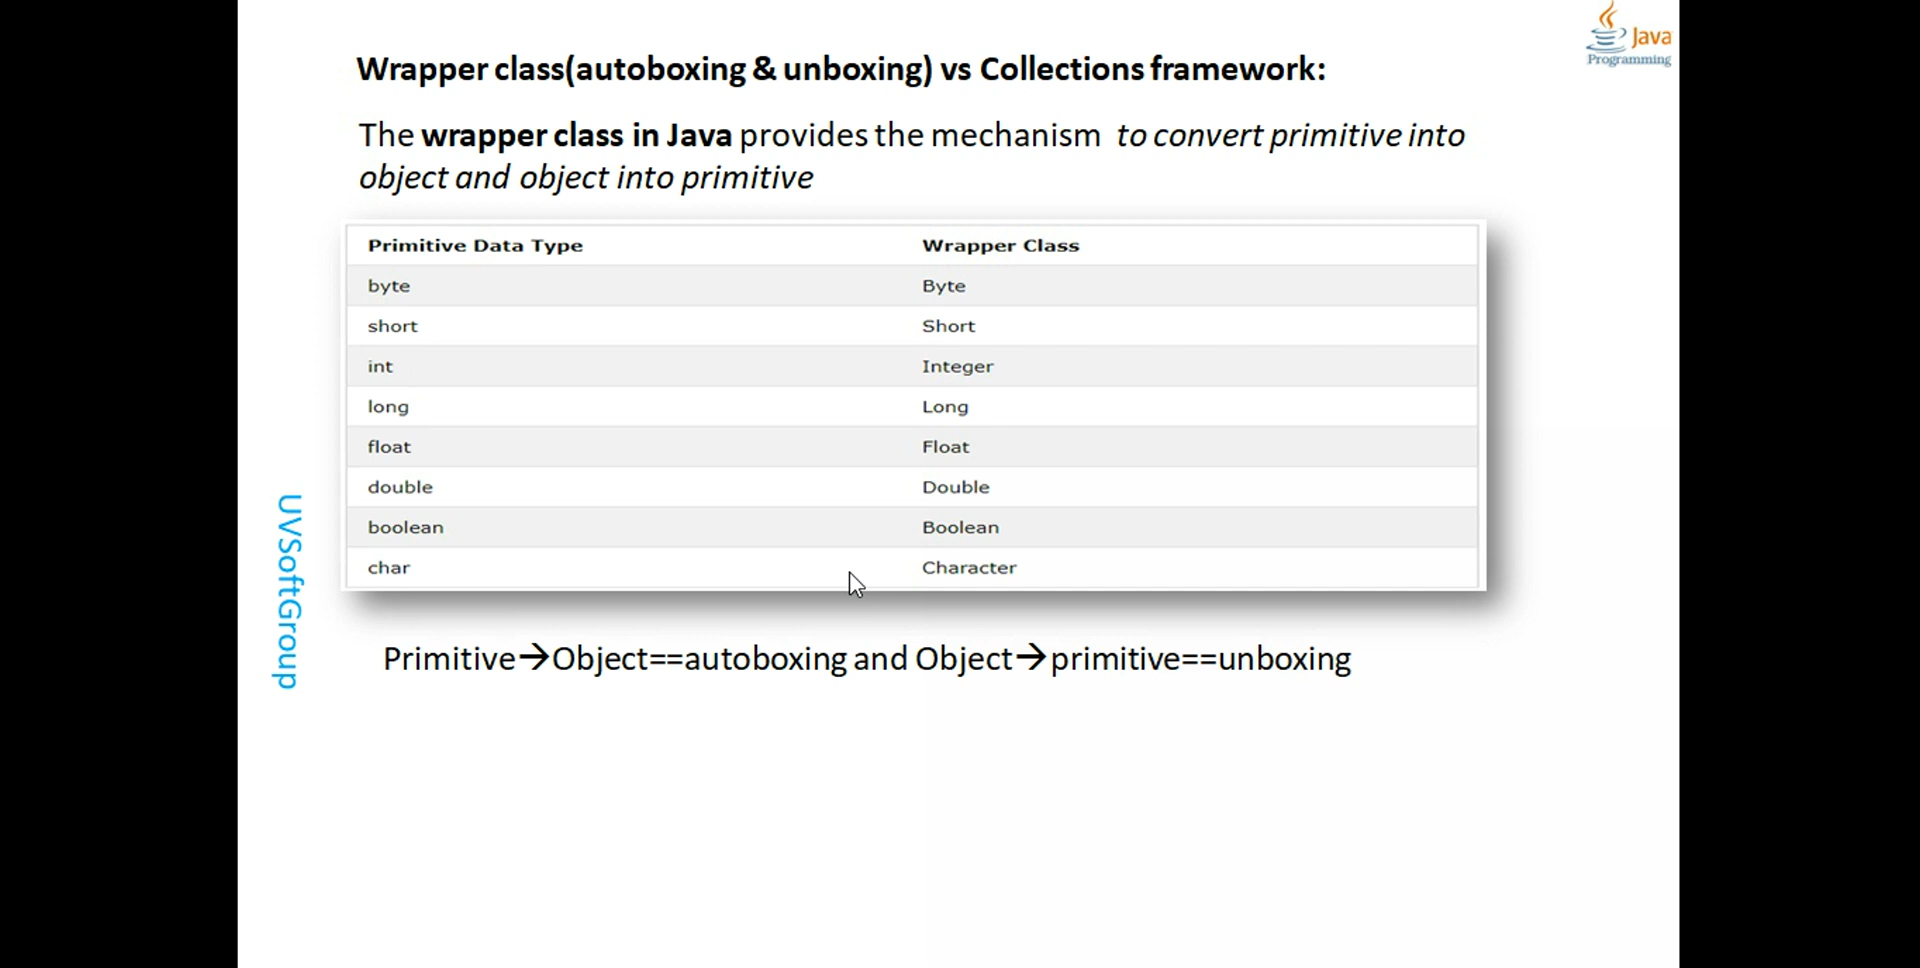 Java
Programming
Wrapper class(autoboxing & unboxing) vs Collections framework:
The wrapper class in Java provides the mechanism to convert primitive into
object and object into primitive
Primitive Data Type Wrapper Class
byte Byte
short Short
int Integer
long Long
float Float
double Double
boolean Boolean
char Character
UVSoftGroup
Primitive→Object==autoboxing and Object→primitive==unboxing